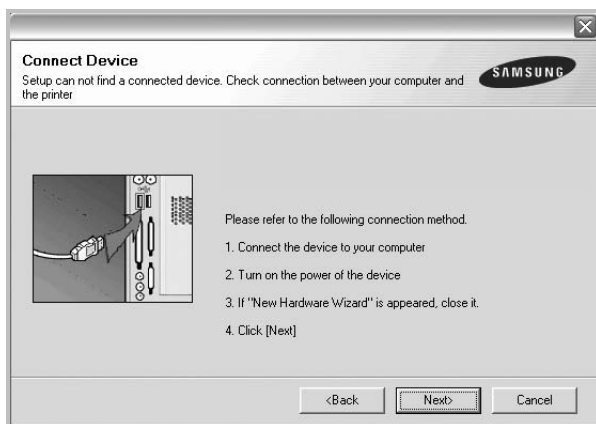 Connect Device
Setup can not find a connected device. Check connection between your computer and
the printer
SAMSUNG
Please refer to the following connection method.
1. Connect the device to your computer
2. Turn on the power of the device
3. If "New Hardware Wizard" is appeared, close it.
4. Click [Next]
<Back
Next>
Cancel